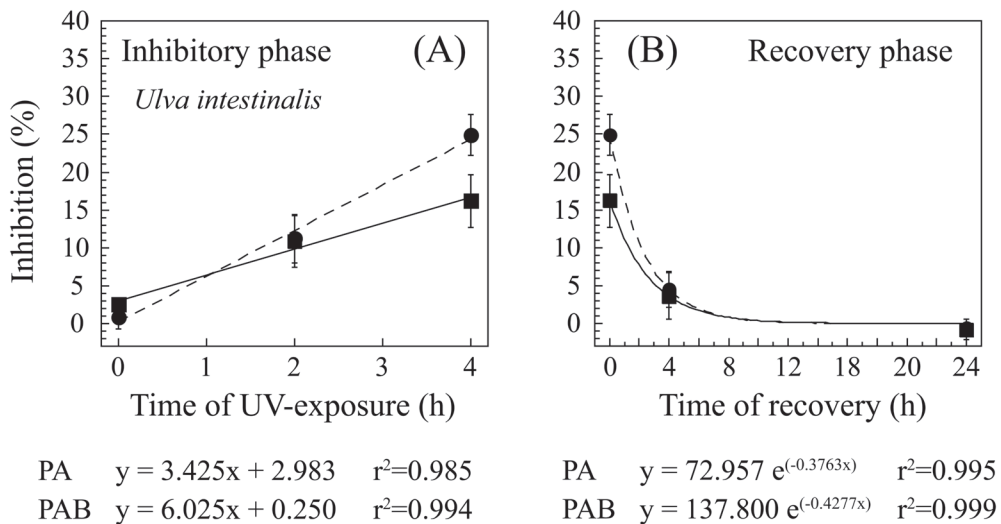 Inhibitory phase (A)
Ulva intestinalis
40
35
30
25
20
15
10
5
0
Inhibition (%)
0 1 2 3 4
Time of UV-exposure (h)
PA y = 3.425x + 2.983 r²=0.985
PAB y = 6.025x + 0.250 r²=0.994
(B) Recovery phase
40
35
30
25
20
15
10
5
0
0 4 8 12 16 20 24
Time of recovery (h)
PA y = 72.957 e(-0.3763x) r²=0.995
PAB y = 137.800 e(-0.4277x) r²=0.999